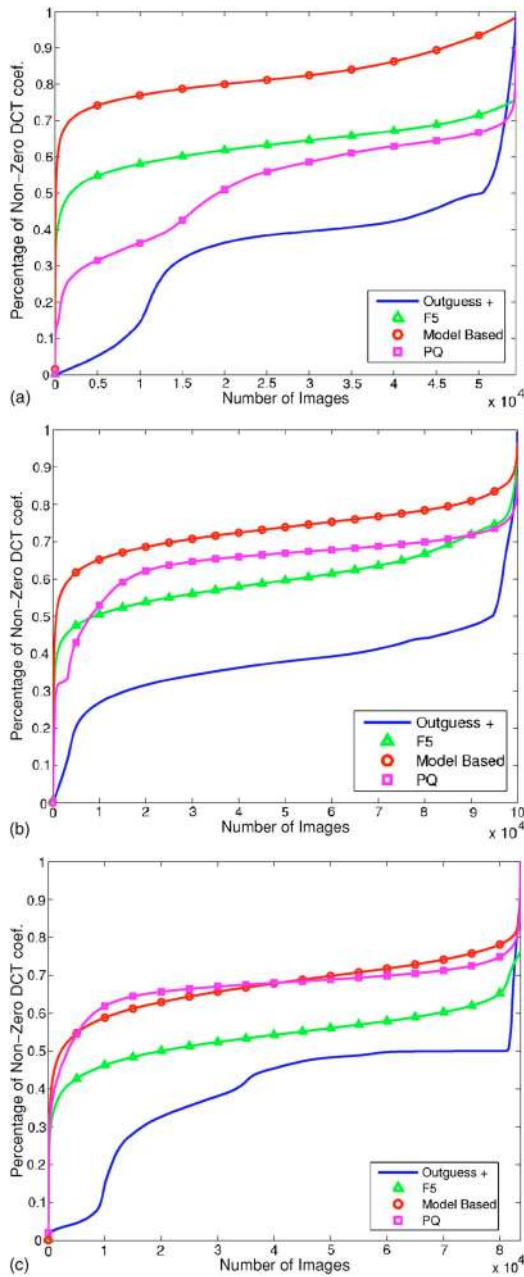 1
0.9
0.8
0.7
0.6
0.5
0.4
0.3
0.2
0.1
0
Percentage of Non-Zero DCT coef.
Outguess +
F5
Model Based
PQ
0 0.5 1 1.5 2 2.5 3 3.5 4 4.5 5
(a) Number of Images x 10^4
1
0.9
0.8
0.7
0.6
0.5
0.4
0.3
0.2
0.1
0
Percentage of Non-Zero DCT coef.
Outguess +
F5
Model Based
PQ
0 1 2 3 4 5 6 7 8 9 10
(b) Number of Images x 10^4
1
0.9
0.8
0.7
0.6
0.5
0.4
0.3
0.2
0.1
0
Percentage of Non-Zero DCT coef.
Outguess +
F5
Model Based
PQ
0 1 2 3 4 5 6 7 8
(c) Number of Images x 10^4